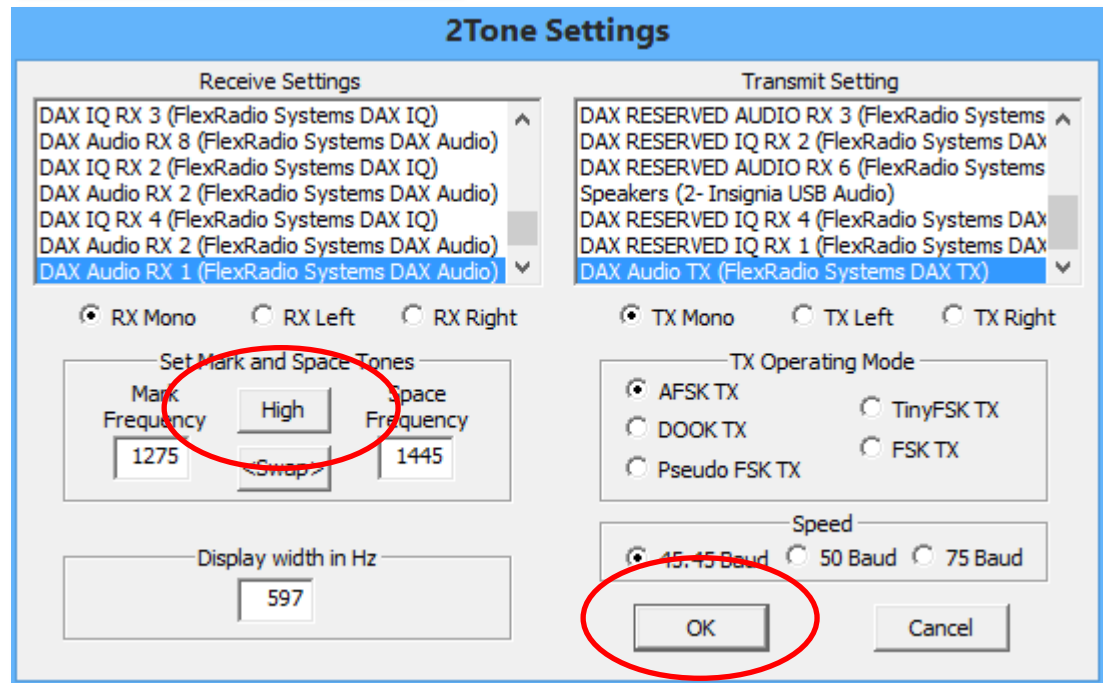 2Tone Settings
Receive Settings
DAX IQ RX 3 (FlexRadio Systems DAX IQ)
DAX Audio RX 8 (FlexRadio Systems DAX Audio)
DAX IQ RX 2 (FlexRadio Systems DAX IQ)
DAX Audio RX 2 (FlexRadio Systems DAX Audio)
DAX IQ RX 4 (FlexRadio Systems DAX IQ)
DAX Audio RX 2 (FlexRadio Systems DAX Audio)
DAX Audio RX 1 (FlexRadio Systems DAX Audio)
RX Mono RX Left RX Right
Set Mark and Space Tones
Mark
Frequency
High
Space
Frequency
1275
<Swap>
1445
Display width in Hz
597
Transmit Setting
DAX RESERVED AUDIO RX 3 (FlexRadio Systems
DAX RESERVED IQ RX 2 (FlexRadio Systems DAX
DAX RESERVED AUDIO RX 6 (FlexRadio Systems
Speakers (2- Insignia USB Audio)
DAX RESERVED IQ RX 4 (FlexRadio Systems DAX
DAX RESERVED IQ RX 1 (FlexRadio Systems DAX
DAX Audio TX (FlexRadio Systems DAX TX)
TX Mono TX Left TX Right
TX Operating Mode
AFSK TX
DOOK TX
Pseudo FSK TX
TinyFSK TX
FSK TX
Speed
45.45 Baud 50 Baud 75 Baud
OK Cancel